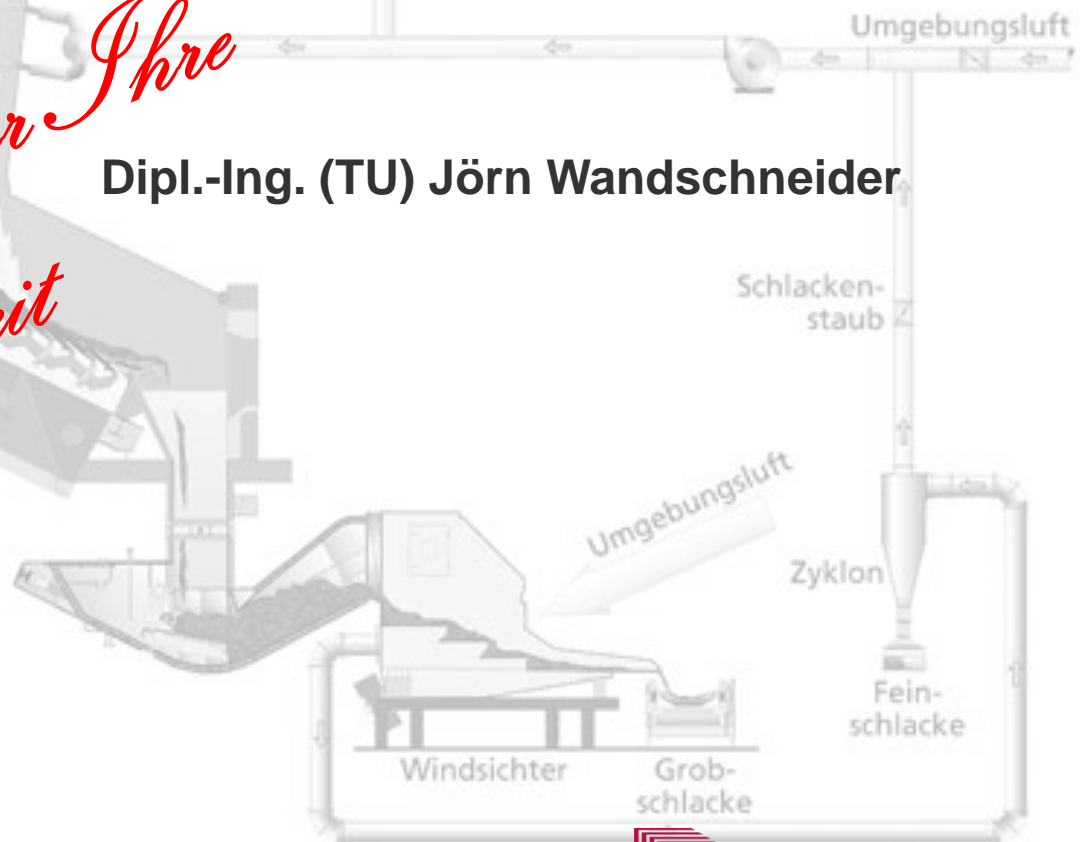 Umgebungsluft
Ihre
Dipl.-Ing. (TU) Jörn Wandschneider
Schlacken-
staub
Umgebungsluft
Zyklon
Fein-
schlacke
Windsichter
Grob-
schlacke